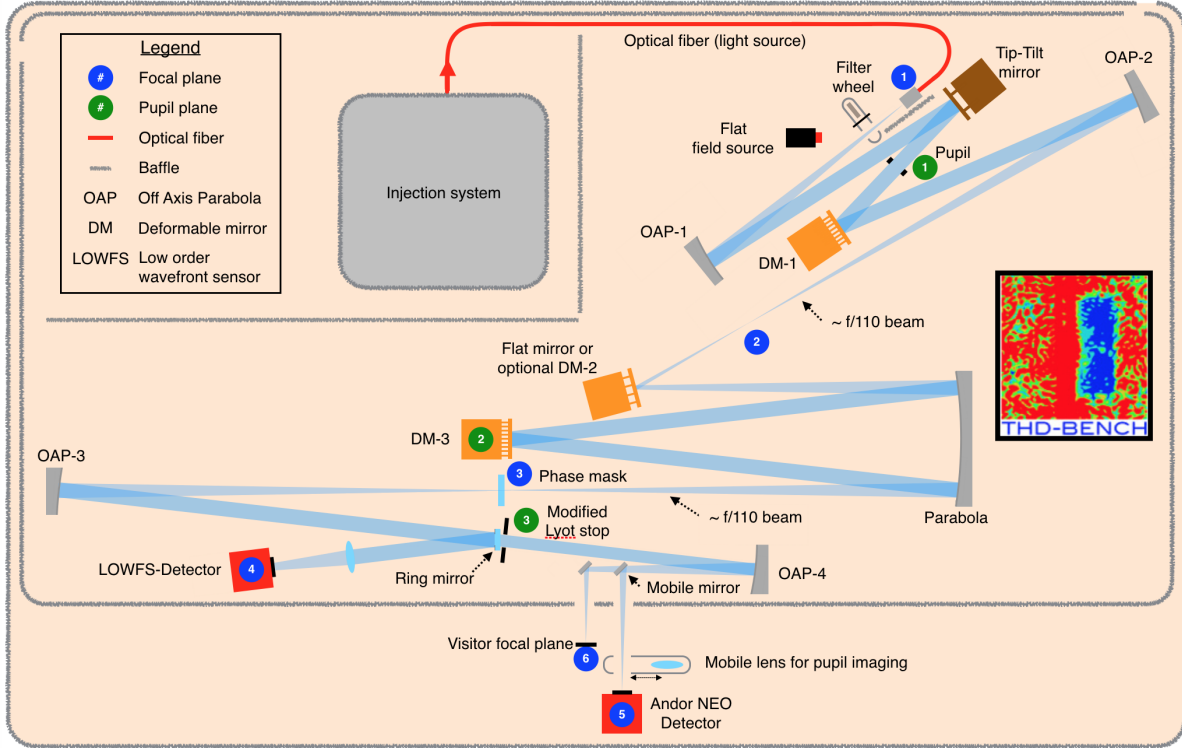 Legend
# Focal plane
# Pupil plane
Optical fiber
Baffle
OAP Off Axis Parabola
DM Deformable mirror
LOWFS Low order
wavefront sensor
Injection system
Optical fiber (light source)
1
Filter
wheel
Flat
field source
Tip-Tilt
mirror
OAP-2
Pupil
1
OAP-1
DM-1
~ f/110 beam
2
Flat mirror or
optional DM-2
THD-BENCH
DM-3
2
OAP-3
3
Phase mask
~ f/110 beam
Parabola
3
Modified
Lyot stop
LOWFS-Detector
4
Ring mirror
Mobile mirror
OAP-4
Visitor focal plane
6
Mobile lens for pupil imaging
5
Andor NEO
Detector